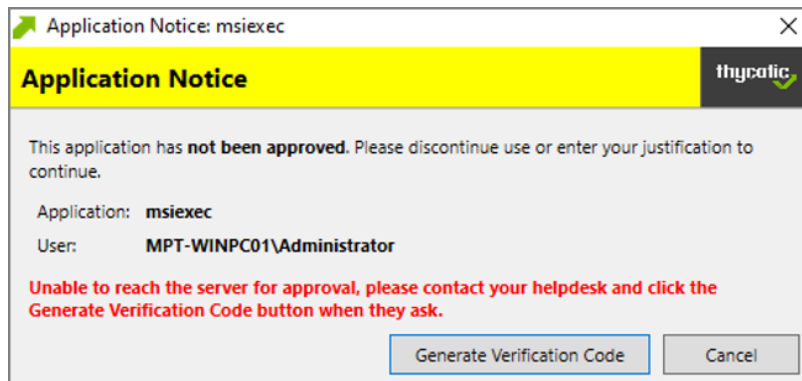 Application Notice: msiexec
Application Notice
thycotic
This application has not been approved. Please discontinue use or enter your justification to
continue.
Application: msiexec
User: MPT-WINPC01\Administrator
Unable to reach the server for approval, please contact your helpdesk and click the
Generate Verification Code button when they ask.
Generate Verification Code
Cancel